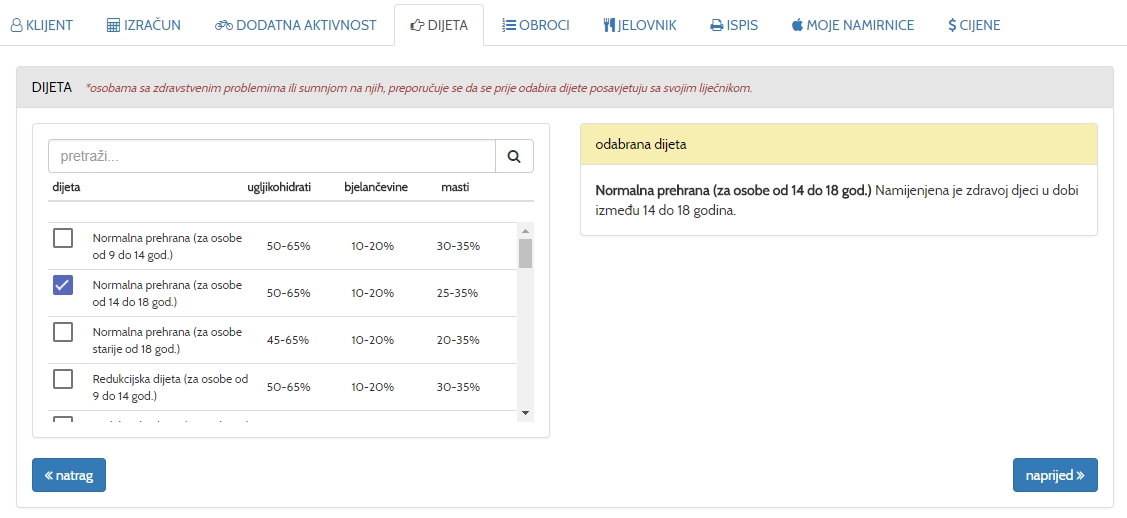 KLIJENT IZRAČUN DODATNA AKTIVNOST DIJETA OBROCI JELOVNIK ISPIS MOJE NAMIRNICE CIJENE
DIJETA *osobama sa zdravstvenim problemima ili sumnjom na njih, preporučuje se da se prije odabira dijete posavjetuju sa svojim liječnikom.
pretraži...
dijeta ugljikohidrati bjelančevine masti
Normalna prehrana (za osobe
od 9 do 14 god.)
50-65% 10-20% 30-35%
Normalna prehrana (za osobe
od 14 do 18 god.)
50-65% 10-20% 25-35%
Normalna prehrana (za osobe
starije od 18 god.)
45-65% 10-20% 20-35%
Redukcijska dijeta (za osobe od
9 do 14 god.)
50-65% 10-20% 30-35%
odabrana dijeta
Normalna prehrana (za osobe od 14 do 18 god.) Namijenjena je zdravoj djeci u dobi
između 14 do 18 godina.
« natrag
naprijed »